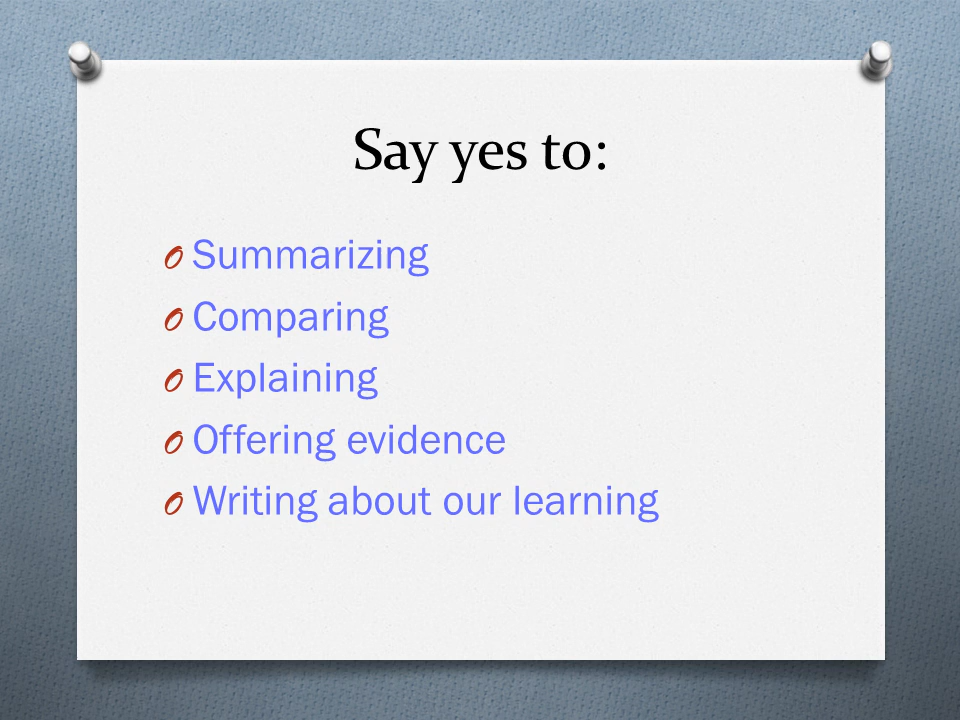 Say yes to:
Summarizing
Comparing
Explaining
Offering evidence
Writing about our learning